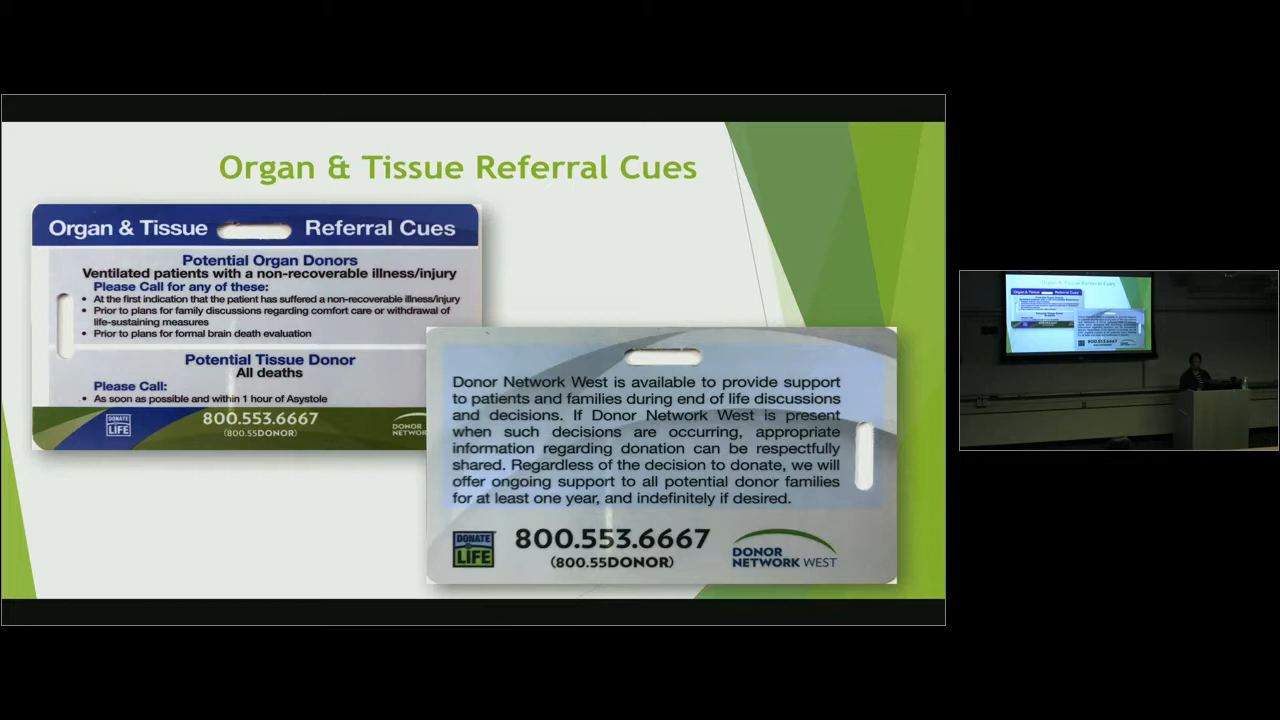 Organ & Tissue Referral Cues
Organ & Tissue Referral Cues
Potential Organ Donors
Ventilated patients with a non-recoverable illness/injury
Please Call for any of these:
• At the first indication that the patient has suffered a non-recoverable illness/injury
• Prior to plans for family discussions regarding comfort care or withdrawal of
life-sustaining measures
• Prior to plans for formal brain death evaluation
Potential Tissue Donor
All deaths
Please Call:
• As soon as possible and within 1 hour of Asystole
DONATE
LIFE
800.553.6667
(800.55DONOR)
DONOR
NETWORK
Donor Network West is available to provide support
to patients and families during end of life discussions
and decisions. If Donor Network West is present
when such decisions are occurring, appropriate
information regarding donation can be respectfully
shared. Regardless of the decision to donate, we will
offer ongoing support to all potential donor families
for at least one year, and indefinitely if desired.
DONATE
LIFE
800.553.6667
(800.55DONOR)
DONOR
NETWORK WEST